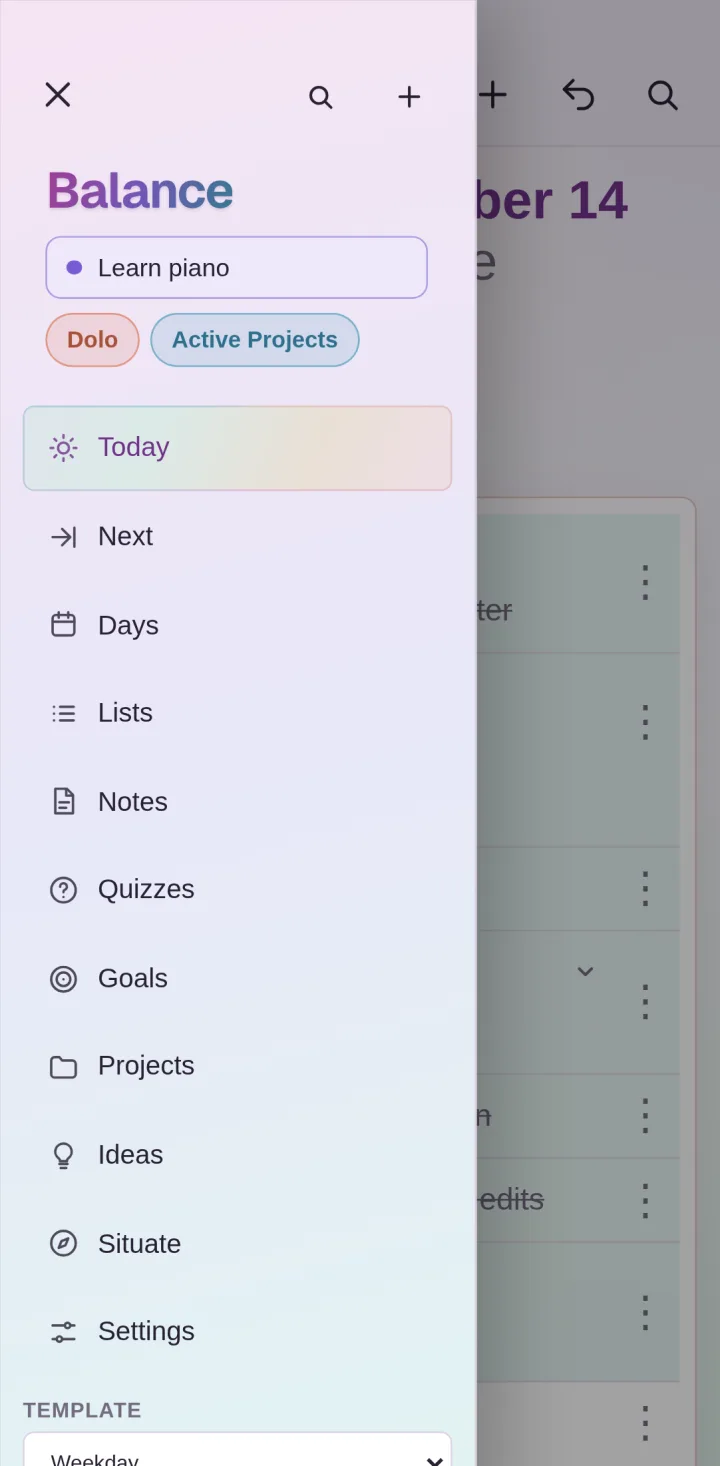 Balance
ber 14
e
Learn piano
Dolo
Active Projects
Today
Next
Days
ter
Lists
Notes
Quizzes
Goals
Projects
n
Ideas
edits
Situate
Settings
TEMPLATE
Weekday